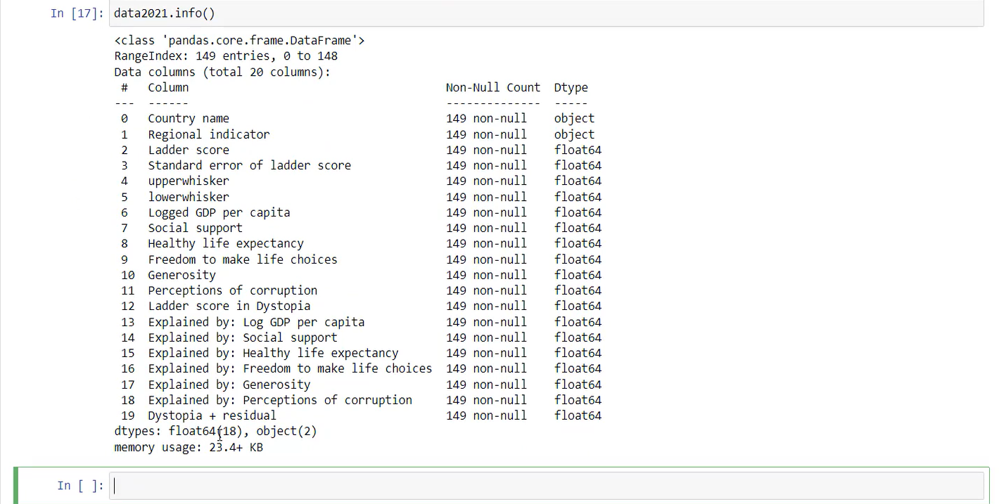 In [17]: data2021.info()
<class 'pandas.core.frame.DataFrame'>
RangeIndex: 149 entries, 0 to 148
Data columns (total 20 columns):
 #   Column                                     Non-Null Count  Dtype
---  ------                                     --------------  -----
 0   Country name                               149 non-null    object
 1   Regional indicator                         149 non-null    object
 2   Ladder score                               149 non-null    float64
 3   Standard error of ladder score             149 non-null    float64
 4   upperwhisker                               149 non-null    float64
 5   lowerwhisker                               149 non-null    float64
 6   Logged GDP per capita                      149 non-null    float64
 7   Social support                             149 non-null    float64
 8   Healthy life expectancy                    149 non-null    float64
 9   Freedom to make life choices               149 non-null    float64
 10  Generosity                                 149 non-null    float64
 11  Perceptions of corruption                  149 non-null    float64
 12  Ladder score in Dystopia                   149 non-null    float64
 13  Explained by: Log GDP per capita           149 non-null    float64
 14  Explained by: Social support               149 non-null    float64
 15  Explained by: Healthy life expectancy      149 non-null    float64
 16  Explained by: Freedom to make life choices  149 non-null    float64
 17  Explained by: Generosity                   149 non-null    float64
 18  Explained by: Perceptions of corruption    149 non-null    float64
 19  Dystopia + residual                        149 non-null    float64
dtypes: float64(18), object(2)
memory usage: 23.4+ KB
In [ ]: